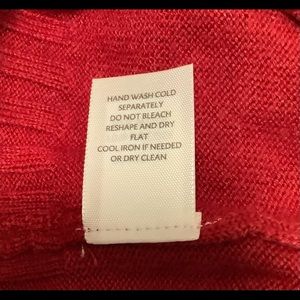 HAND WASH COLD
SEPARATELY
DO NOT BLEACH
RESHAPE AND DRY
FLAT
COOL IRON IF NEEDED
OR DRY CLEAN